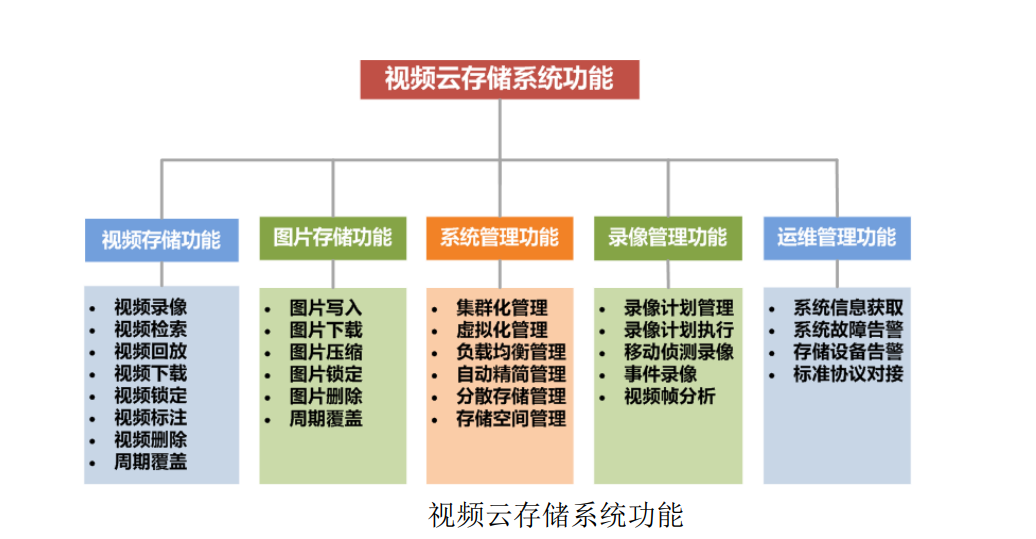 视频云存储系统功能
视频存储功能
• 视频录像
• 视频检索
• 视频回放
• 视频下载
• 视频锁定
• 视频标注
• 视频删除
• 周期覆盖
图片存储功能
• 图片写入
• 图片下载
• 图片压缩
• 图片锁定
• 图片删除
• 周期覆盖
系统管理功能
• 集群化管理
• 虚拟化管理
• 负载均衡管理
• 自动精简管理
• 分散存储管理
• 存储空间管理
录像管理功能
• 录像计划管理
• 录像计划执行
• 移动侦测录像
• 事件录像
• 视频帧分析
运维管理功能
• 系统信息获取
• 系统故障告警
• 存储设备告警
• 标准协议对接
视频云存储系统功能